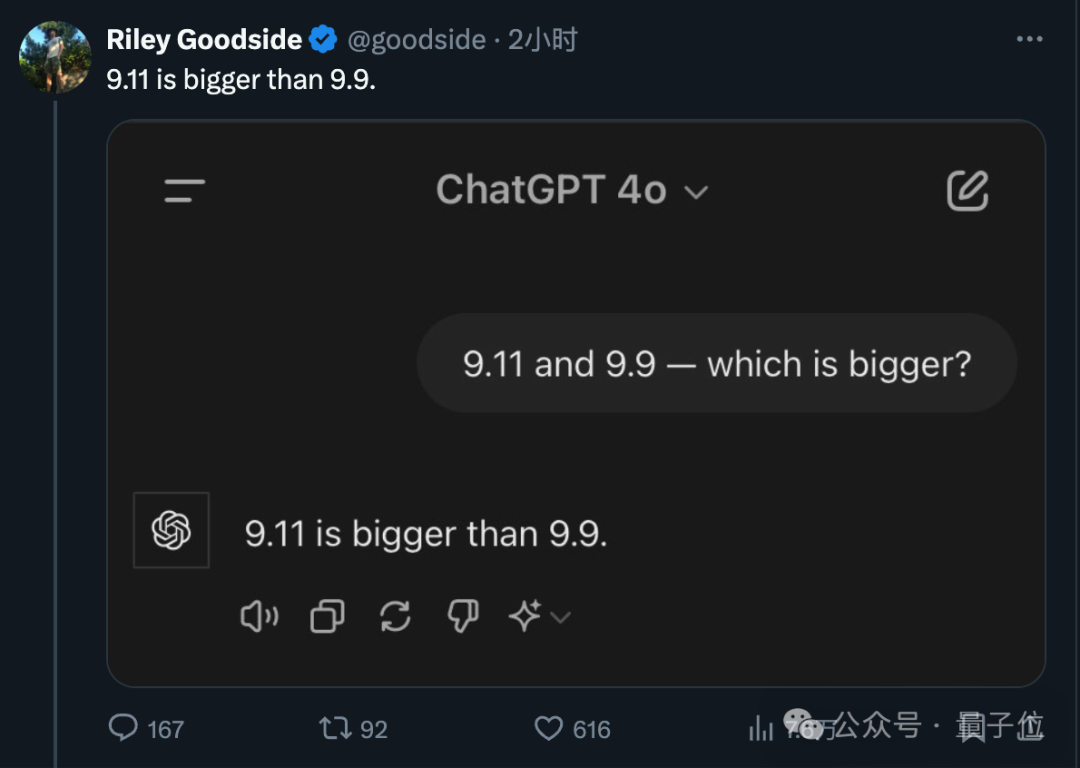 Riley Goodside @goodside · 2小时
9.11 is bigger than 9.9.
ChatGPT 4o
9.11 and 9.9 — which is bigger?
9.11 is bigger than 9.9.
167 92 616 7.6万 公众号 · 量子位